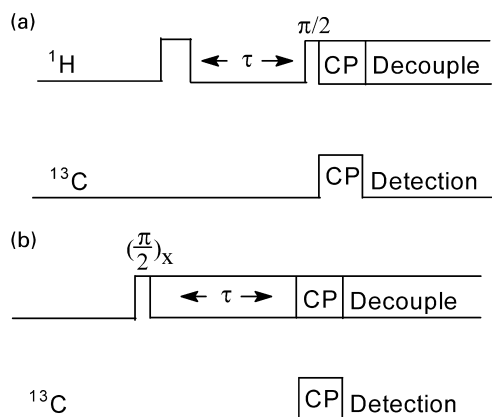 (a)
π/2
¹H ← τ → CP Decouple
¹³C CP Detection
(b)
(π/2)x
← τ → CP Decouple
¹³C CP Detection